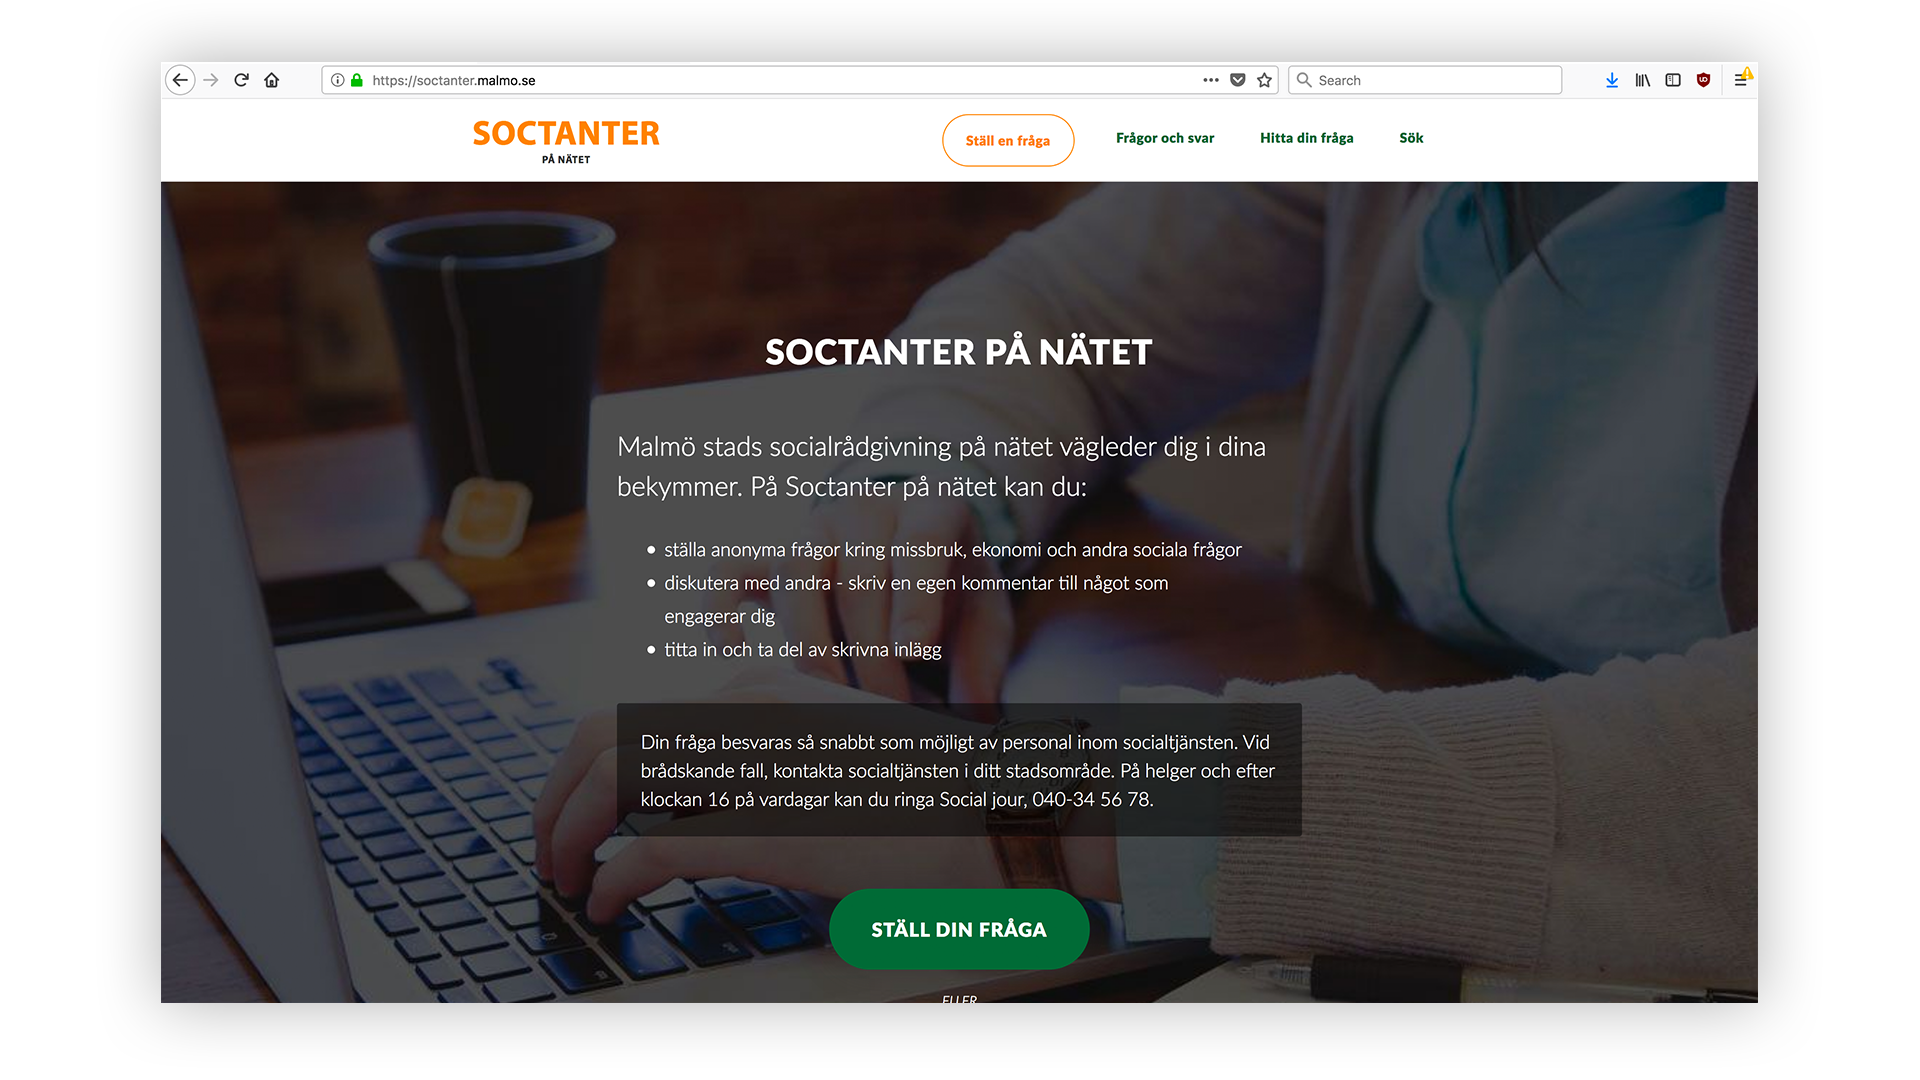 https://soctanter.malmo.se
Search
SOCTANTER
PÅ NÄTET
Ställ en fråga
Frågor och svar
Hitta din fråga
Sök
SOCTANTER PÅ NÄTET
Malmö stads socialrådgivning på nätet vägleder dig i dina
bekymmer. På Soctanter på nätet kan du:
ställa anonyma frågor kring missbruk, ekonomi och andra sociala frågor
diskutera med andra - skriv en egen kommentar till något som
engagerar dig
titta in och ta del av skrivna inlägg
Din fråga besvaras så snabbt som möjligt av personal inom socialtjänsten. Vid
brådskande fall, kontakta socialtjänsten i ditt stadsområde. På helger och efter
klockan 16 på vardagar kan du ringa Social jour, 040-34 56 78.
STÄLL DIN FRÅGA
ELLER